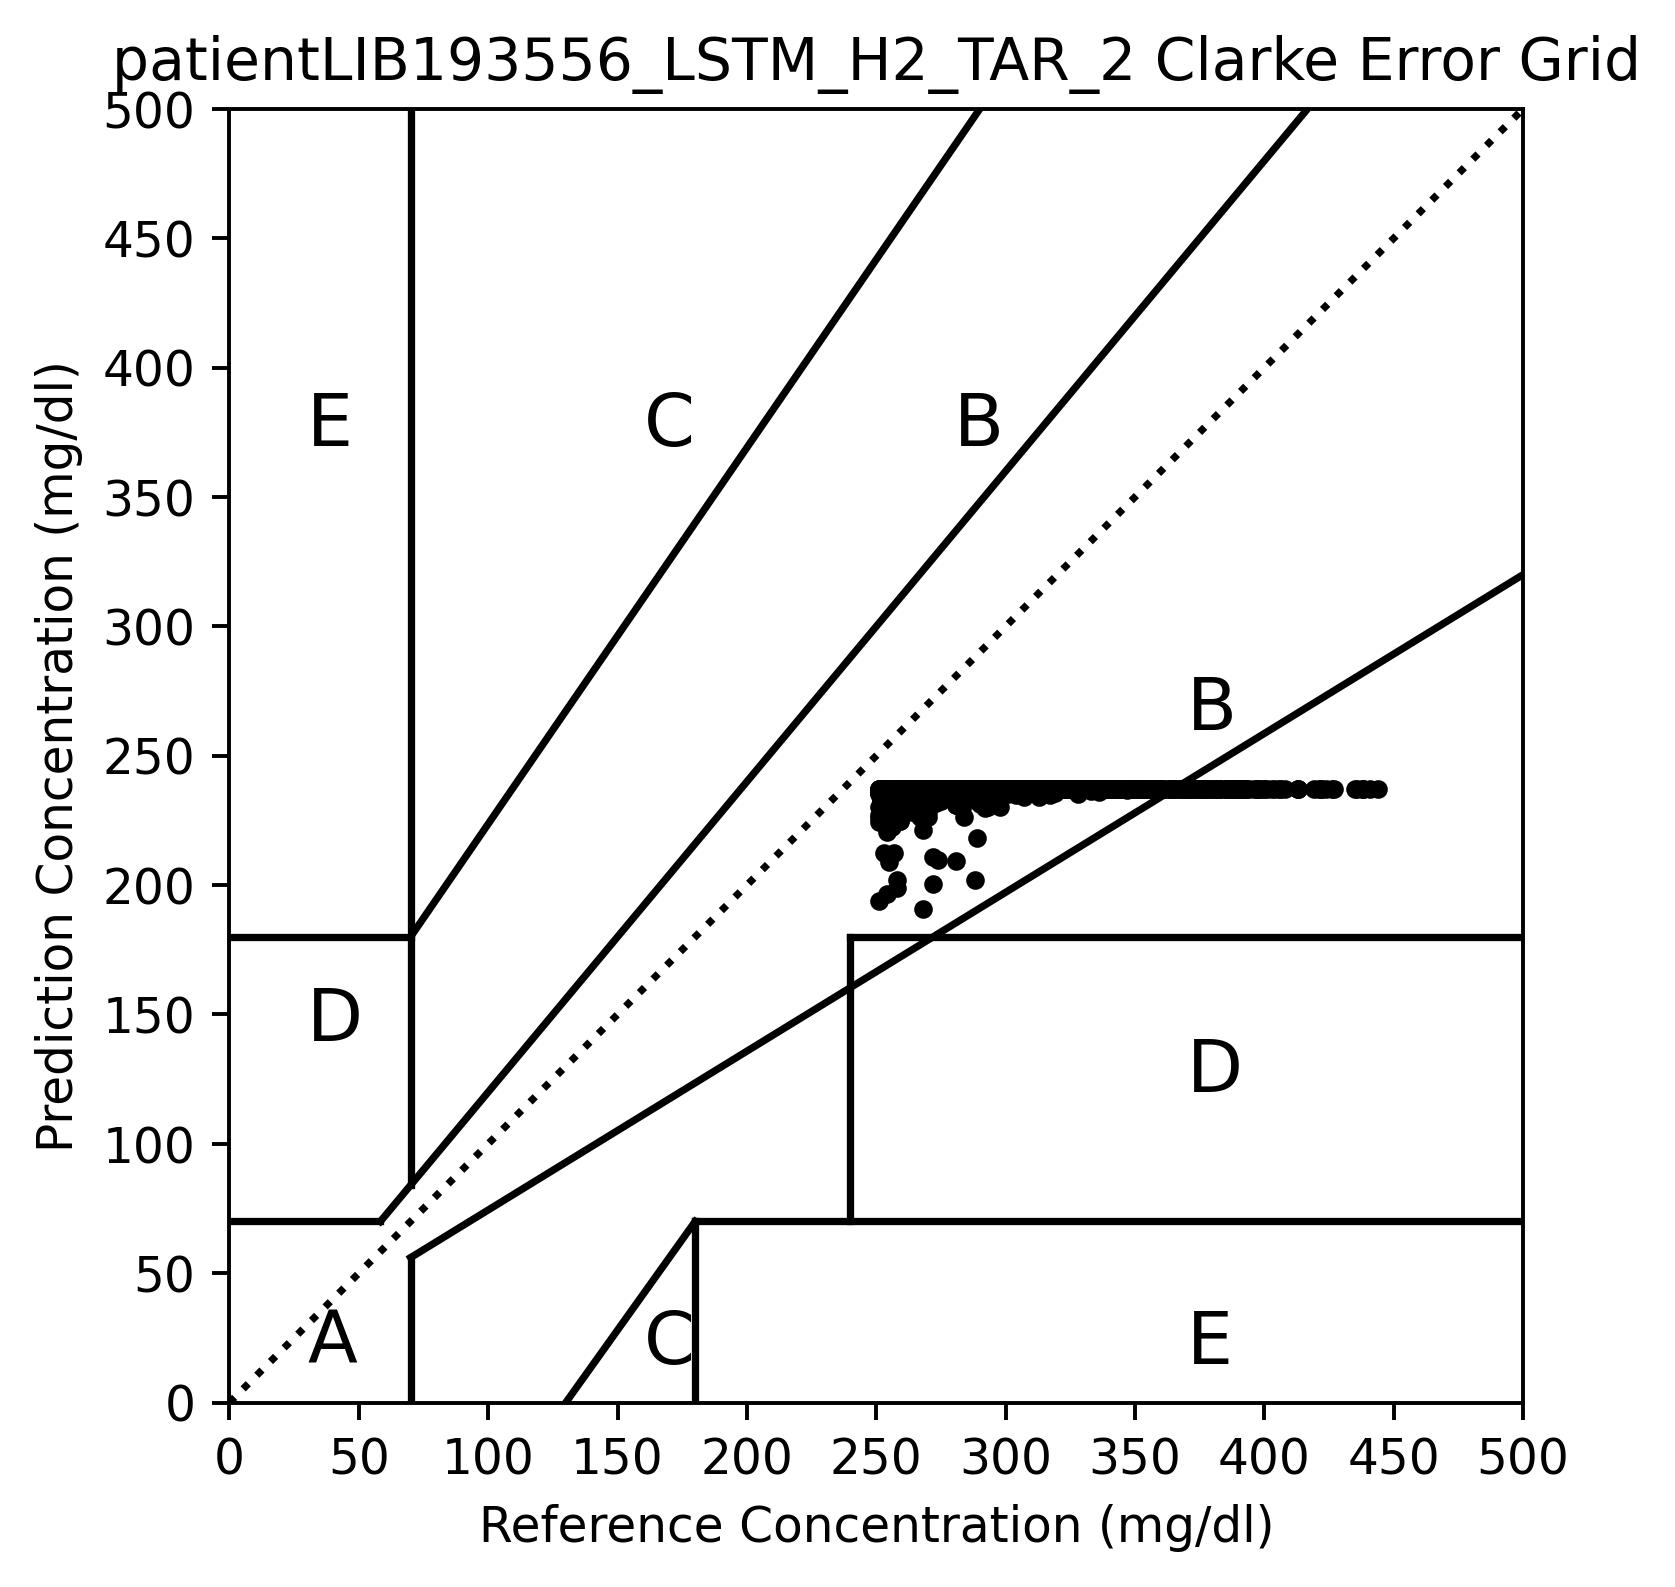 patientLIB193556_LSTM_H2_TAR_2 Clarke Error Grid
500
450
400
350
300
250
200
150
100
50
0
Prediction Concentration (mg/dl)
E
C
B
B
D
D
A
C
E
0 50 100 150 200 250 300 350 400 450 500
Reference Concentration (mg/dl)